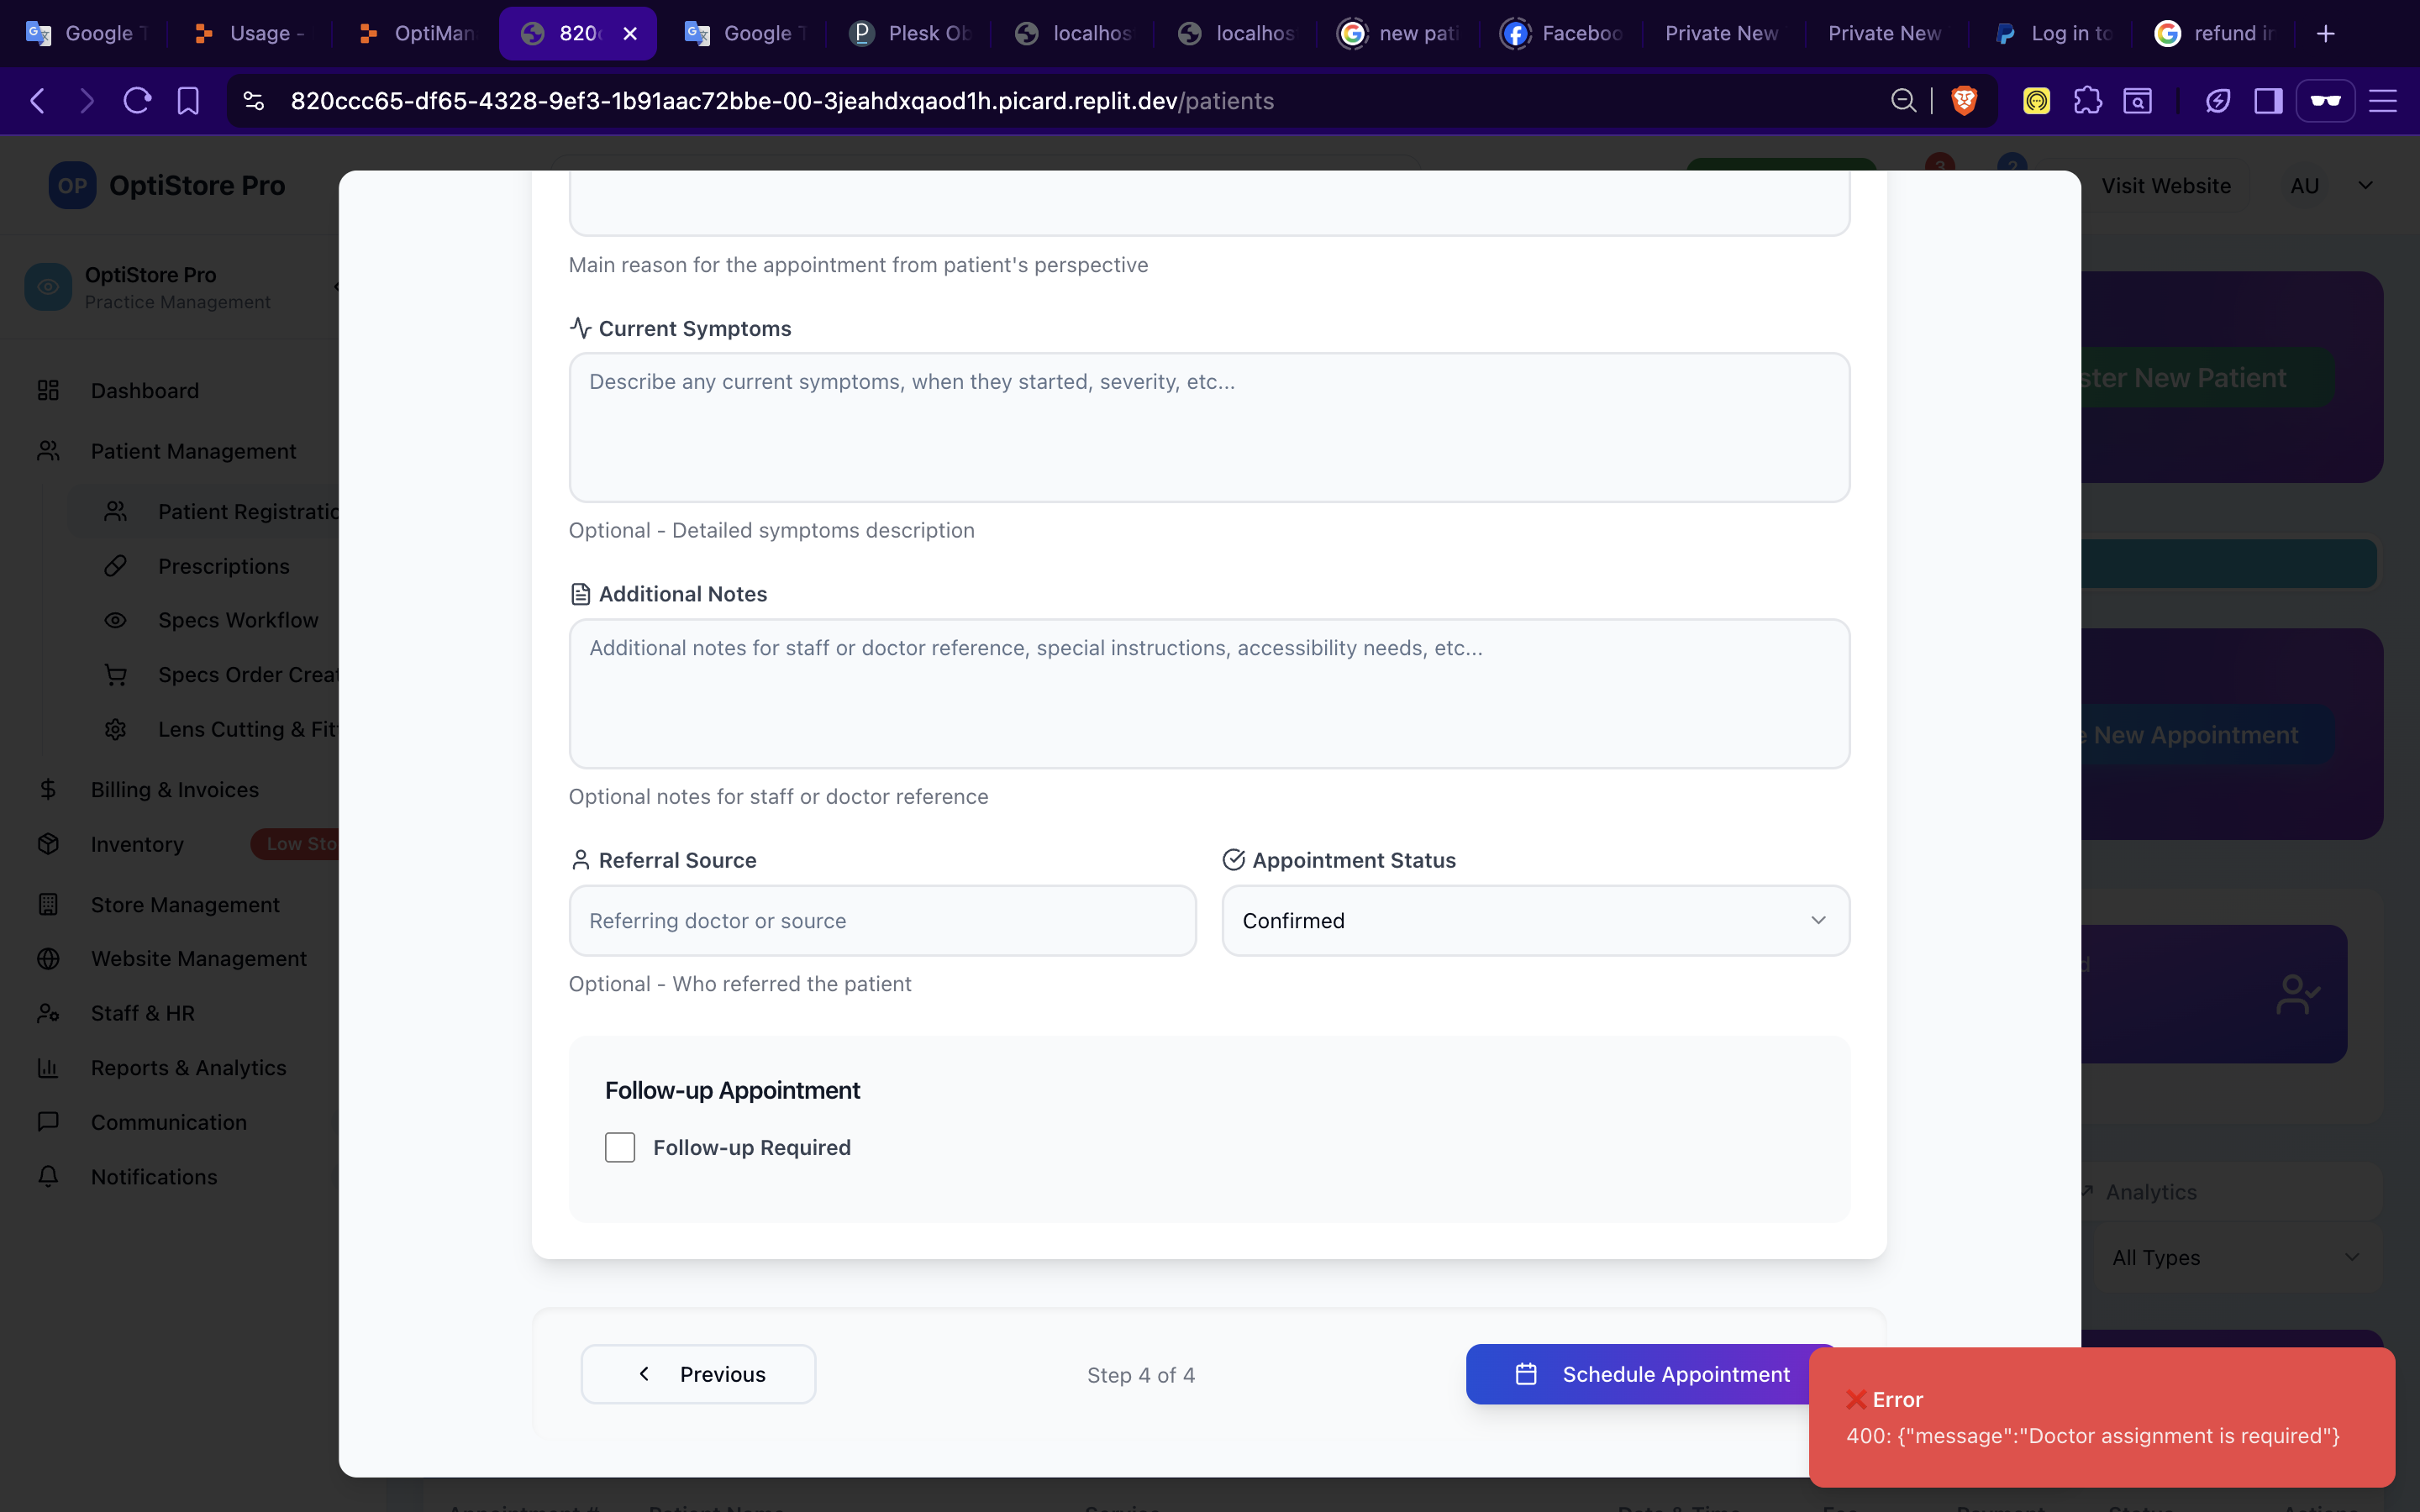 Google T
Usage -
OptiMan
820c
Google T
Plesk Ob
localhos
localhos
new pati
Faceboo
Private New
Private New
Log in to
refund in
820ccc65-df65-4328-9ef3-1b91aac72bbe-00-3jeahdxqaod1h.picard.replit.dev/patients
OP OptiStore Pro
3
2
Visit Website
AU
OptiStore Pro
Practice Management
Dashboard
Patient Management
Patient Registratio
Prescriptions
Specs Workflow
Specs Order Creat
Lens Cutting & Fit
Billing & Invoices
Inventory
Low Sto
Store Management
Website Management
Staff & HR
Reports & Analytics
Communication
Notifications
Main reason for the appointment from patient's perspective
Current Symptoms
Describe any current symptoms, when they started, severity, etc...
Optional - Detailed symptoms description
Additional Notes
Additional notes for staff or doctor reference, special instructions, accessibility needs, etc...
Optional notes for staff or doctor reference
Referral Source
Appointment Status
Referring doctor or source
Confirmed
Optional - Who referred the patient
Follow-up Appointment
Follow-up Required
Previous
Step 4 of 4
Schedule Appointment
ster New Patient
e New Appointment
d
Analytics
All Types
❌ Error
400: {"message":"Doctor assignment is required"}